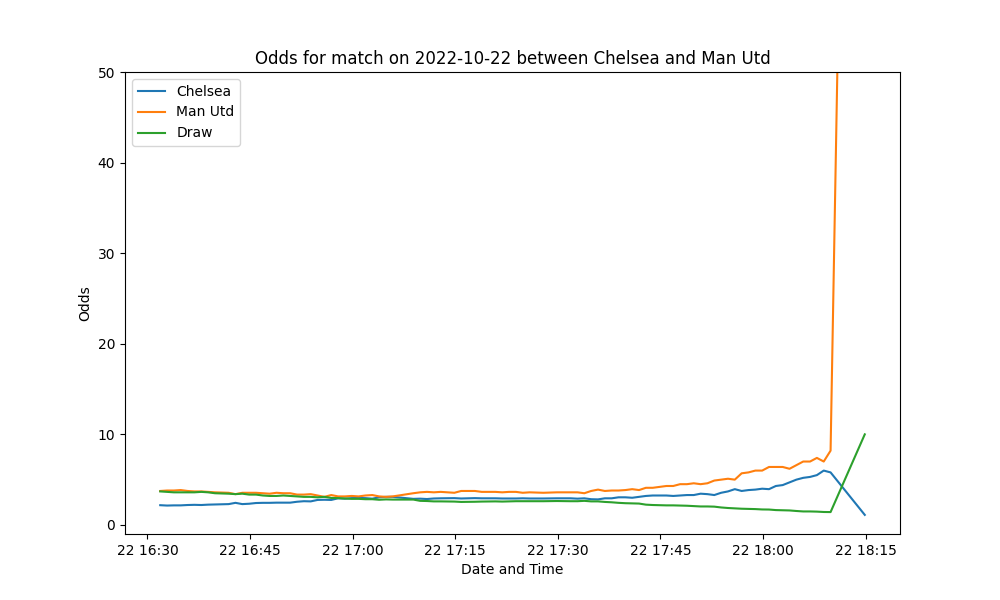 Odds for match on 2022-10-22 between Chelsea and Man Utd
Chelsea
Man Utd
Draw
50
40
30
20
10
0
Odds
22 16:30 22 16:45 22 17:00 22 17:15 22 17:30 22 17:45 22 18:00 22 18:15
Date and Time